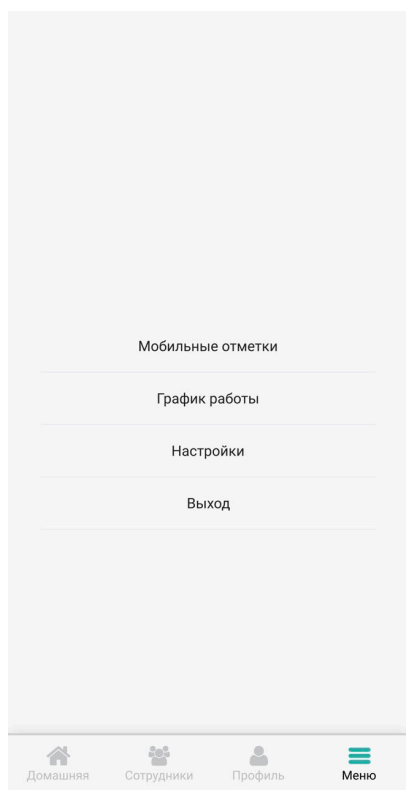 Мобильные отметки
График работы
Настройки
Выход
Домашняя
Сотрудники
Профиль
Меню